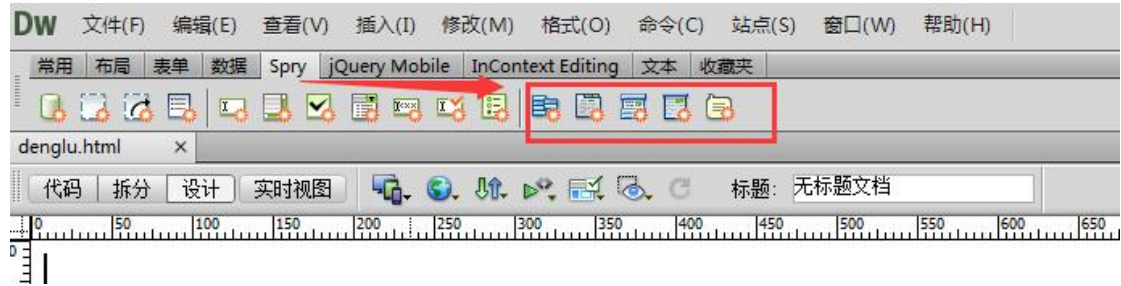 DW 文件(F) 编辑(E) 查看(V) 插入(I) 修改(M) 格式(O) 命令(C) 站点(S) 窗口(W) 帮助(H)
常用 布局 表单 数据 Spry jQuery Mobile InContext Editing 文本 收藏夹
denglu.html ×
代码 拆分 设计 实时视图 标题: 无标题文档
0 50 100 150 200 250 300 350 400 450 500 550 600 650
0